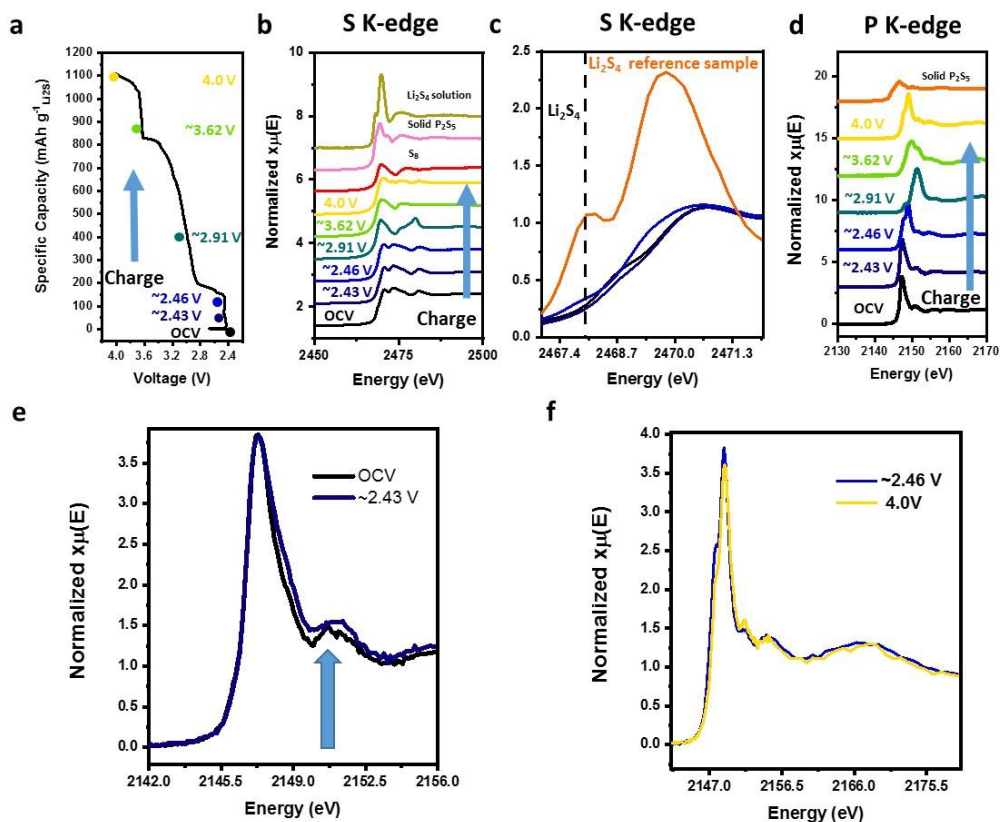 a
Specific Capacity (mAh g⁻¹Li2S)
1200
1100
1000
900
800
700
600
500
400
300
200
100
0
4.0 V
~3.62 V
~2.91 V
Charge
~2.46 V
~2.43 V
OCV
4.0 3.6 3.2 2.8 2.4
Voltage (V)
S K-edge
b
Normalized xμ(E)
10
8
6
4
2
Li₂S₄ solution
Solid P₂S₅
S₈
4.0 V
~3.62 V
~2.91 V
~2.46 V
~2.43 V
OCV
Charge
2450 2475 2500
Energy (eV)
S K-edge
c
Normalized xμ(E)
2.5
2.0
1.5
1.0
0.5
0.0
Li₂S₄ reference sample
Li₂S₄
2467.4 2468.7 2470.0 2471.3
Energy (eV)
P K-edge
d
Normalized xμ(E)
20
15
10
5
0
Solid P₂S₅
4.0 V
~3.62 V
~2.91 V
~2.46 V
~2.43 V
Charge
OCV
2130 2140 2150 2160 2170
Energy (eV)
e
Normalized xμ(E)
3.5
3.0
2.5
2.0
1.5
1.0
0.5
0.0
OCV
~2.43 V
2142.0 2145.5 2149.0 2152.5 2156.0
Energy (eV)
f
Normalized xμ(E)
4.0
3.5
3.0
2.5
2.0
1.5
1.0
0.5
0.0
~2.46 V
4.0V
2147.0 2156.5 2166.0 2175.5
Energy (eV)